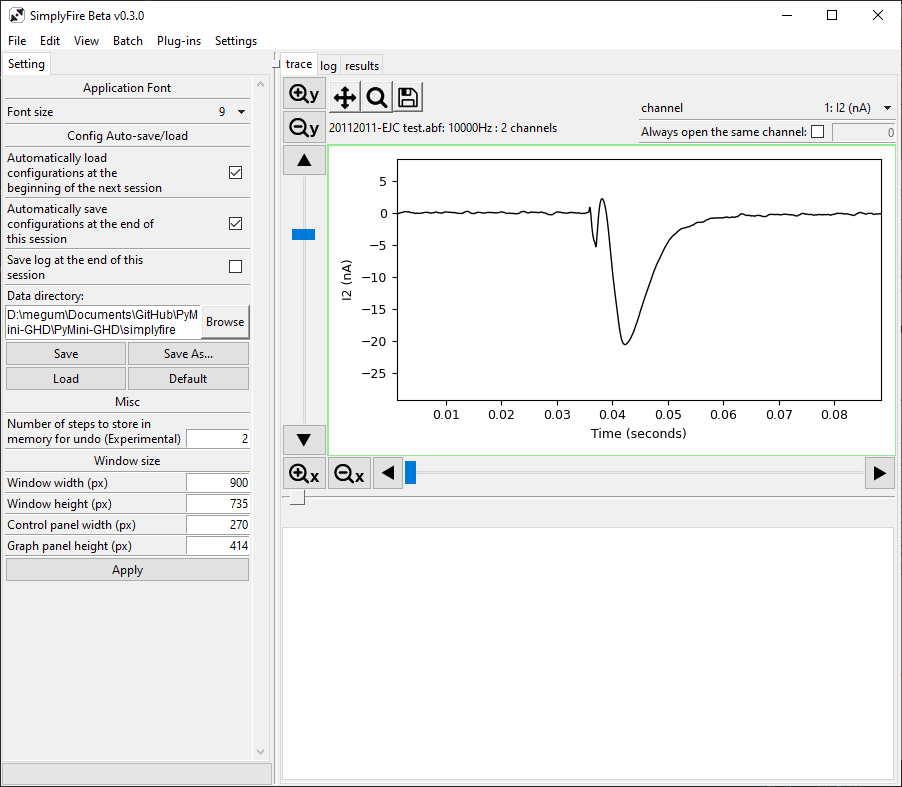 SimplyFire Beta v0.3.0
File Edit View Batch Plug-ins Settings
Setting
Application Font
Font size 9
Config Auto-save/load
Automatically load
configurations at the
beginning of the next session
Automatically save
configurations at the end of
this session
Save log at the end of this
session
Data directory:
D:\megum\Documents\GitHub\PyM
ini-GHD\PyMini-GHD\simplyfire
Browse
Save Save As...
Load Default
Misc
Number of steps to store in
memory for undo (Experimental) 2
Window size
Window width (px) 900
Window height (px) 735
Control panel width (px) 270
Graph panel height (px) 414
Apply
trace log results
y
y
channel 1: I2 (nA)
20112011-EJC test.abf: 10000Hz : 2 channels
Always open the same channel: 0
5
0
−5
−10
−15
−20
−25
I2 (nA)
0.01 0.02 0.03 0.04 0.05 0.06 0.07 0.08
Time (seconds)
x x